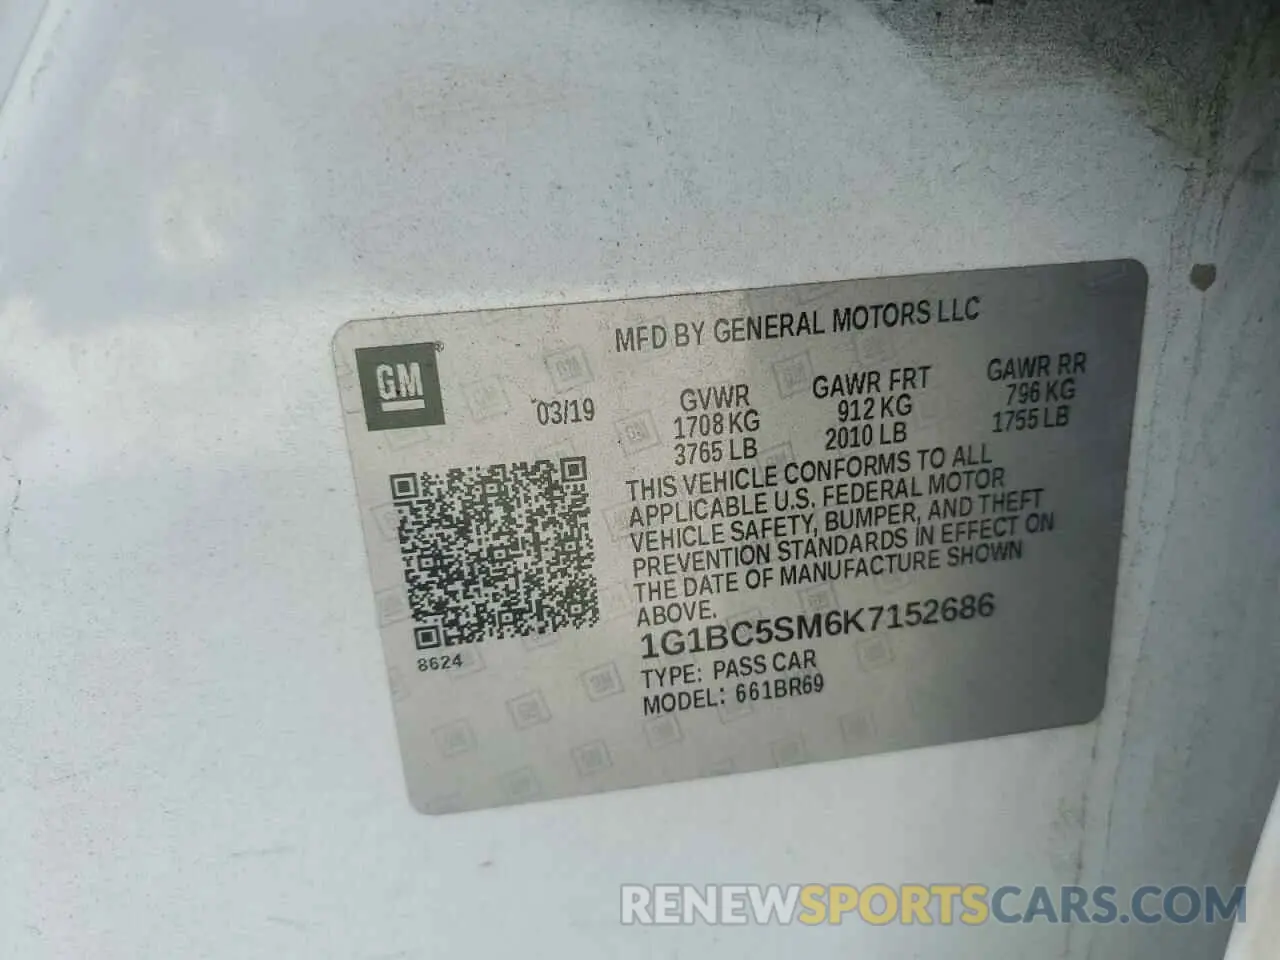 MFD BY GENERAL MOTORS LLC
GM®
03/19
GVWR
1708 KG
3765 LB
GAWR FRT
912 KG
2010 LB
GAWR RR
796 KG
1755 LB
THIS VEHICLE CONFORMS TO ALL
APPLICABLE U.S. FEDERAL MOTOR
VEHICLE SAFETY, BUMPER, AND THEFT
PREVENTION STANDARDS IN EFFECT ON
THE DATE OF MANUFACTURE SHOWN
ABOVE.
1G1BC5SM6K7152686
TYPE: PASS CAR
MODEL: 661BR69
8624
RENEWSPORTSCARS.COM